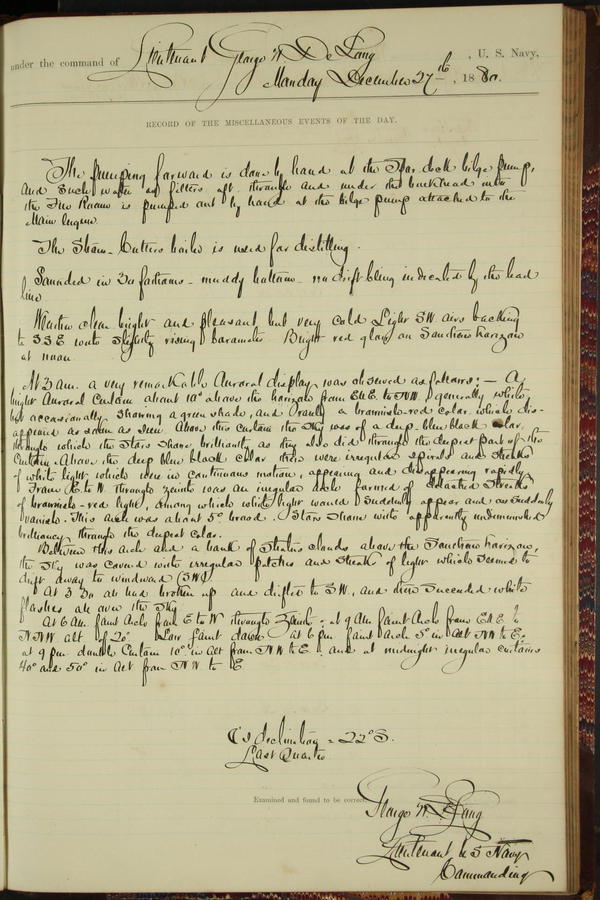 under the command of Lieutenant George W. De Long, U. S. Navy,
Monday December 27th, 1880.
RECORD OF THE MISCELLANEOUS EVENTS OF THE DAY.
The pumping forward is done by hand at the Spar deck bilge pump,
and such water as filters aft through and under the bulkhead into
the Fire Room is pumped out by hand at the bilge pump attached to the
Main Engine.
The Steam-Cutters boiler is used for distilling.
Sounded in 30 fathoms - muddy bottom - no drift being indicated by the lead
line.
Weather clear bright and pleasant but very cold Light SW. airs backing
to SSE with slightly rising barometer. Bright red glow on Southern horizon
at noon.
At 3 am. a very remarkable Auroral display was observed as follows: — A
bright Auroral Curtain about 10° above the horizon from ENE to NW generally white,
but occasionally showing a green shade, and rarely a brownish-red color which dis-
appeared as soon as seen. Above this curtain the Sky was of a deep blue black color,
through which the Stars shone brilliantly as they also did through the deepest part of the
Curtain. Above the deep blue black color there were irregular spirals and streaks
of white light which were in continuous motion, appearing and disappearing rapidly.
From E to W through zenith was an irregular arch formed of detached streaks
of brownish-red light, among which white light would suddenly appear and as suddenly
vanish. This arch was about 5° broad. Stars shone with apparently undiminished
brilliancy through the deepest color.
Between this arch and a bank of Stratus clouds above the Southern horizon,
the Sky was covered with irregular patches and streaks of light which seemed to
drift away to windward (SW).
At 3 30 all had broken up and drifted to SW, and there succeeded white
flashes all over the Sky
At 6 AM. faint Arch from E to W through Zenith; at 9 AM faint Arch from ENE to
NNW alt of 20° Low faint dawn at 6 pm faint Arch 5° in Alt NW to E.
at 9 pm double Curtain 10° in alt from NW to E. and at midnight irregular curtains
40° and 50° in Alt from NW to E
C's declination = 22° S.
Last Quarter
Examined and found to be correct.
George W. De Long
Lieutenant U S Navy
Commanding